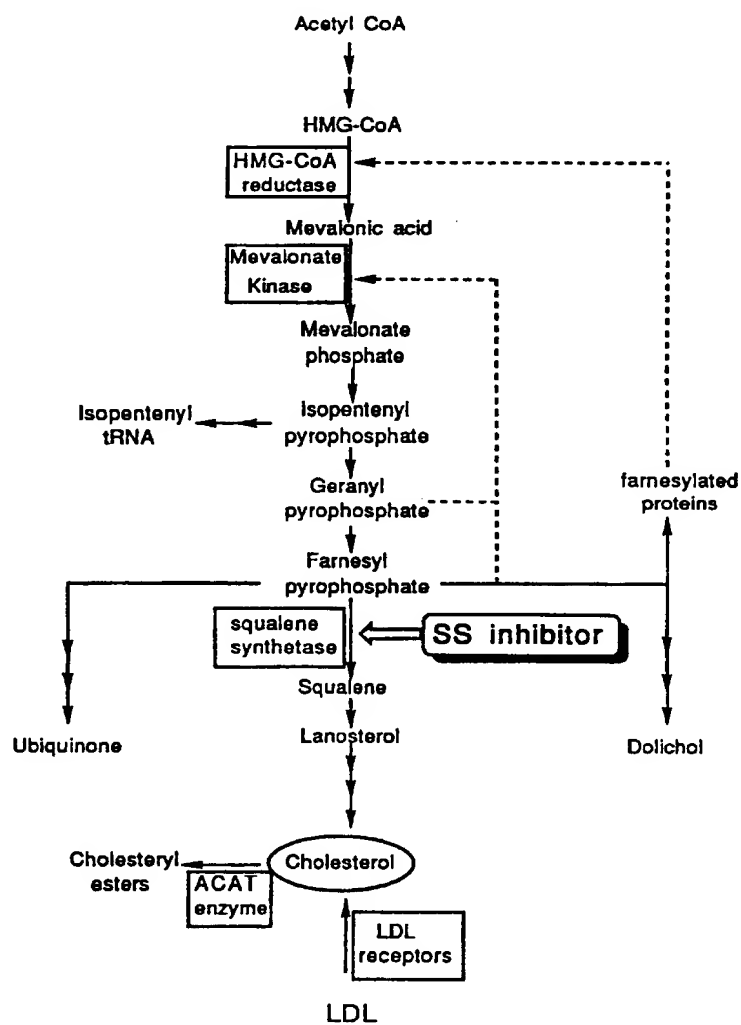 Acetyl CoA
HMG-CoA
HMG-CoA
reductase
Mevalonic acid
Mevalonate
Kinase
Mevalonate
phosphate
Isopentenyl
tRNA
Isopentenyl
pyrophosphate
Geranyl
pyrophosphate
farnesylated
proteins
Farnesyl
pyrophosphate
squalene
synthetase
SS inhibitor
Squalene
Lanosterol
Ubiquinone
Dolichol
Cholesteryl
esters
Cholesterol
ACAT
enzyme
LDL
receptors
LDL